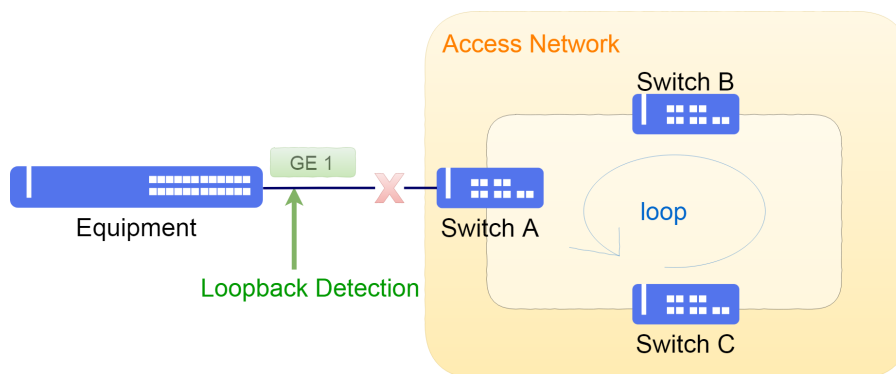 Access Network
Switch B
GE 1
X
Equipment
Switch A
loop
Loopback Detection
Switch C